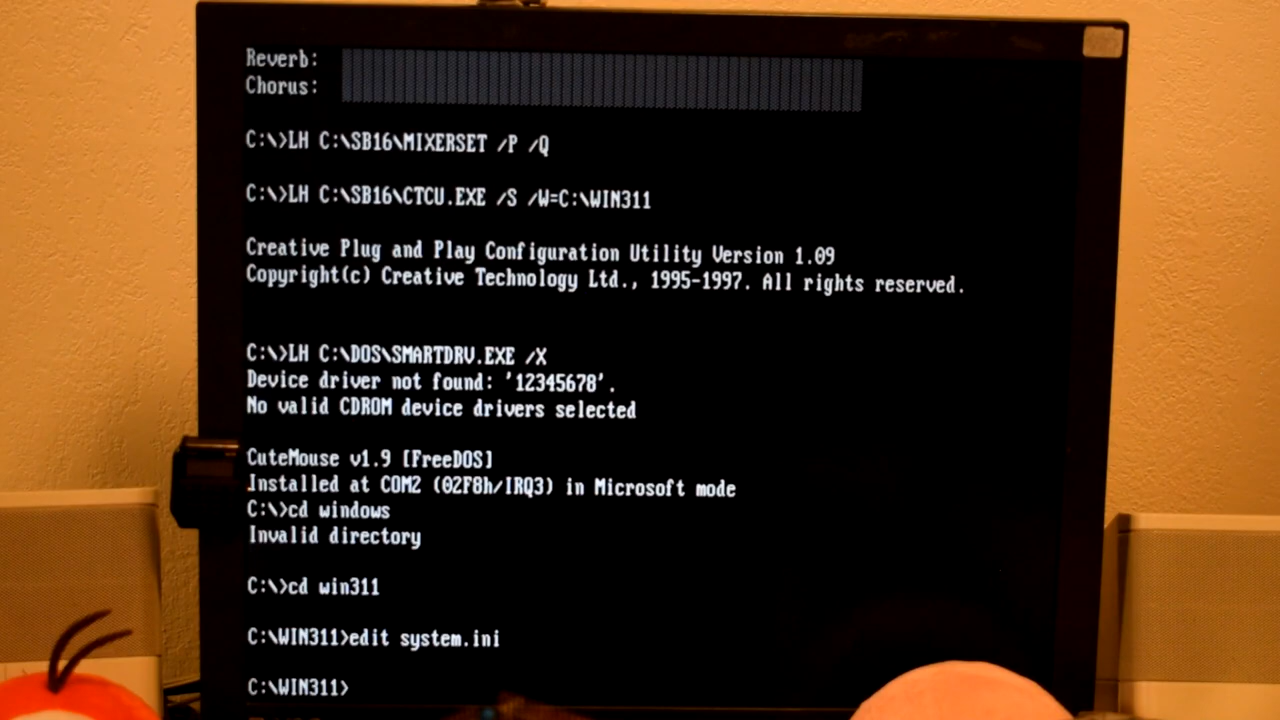 Reverb:
Chorus:
C:\>LH C:\SB16\MIXERSET /P /Q
C:\>LH C:\SB16\CTCU.EXE /S /W=C:\WIN311
Creative Plug and Play Configuration Utility Version 1.09
Copyright(c) Creative Technology Ltd., 1995-1997. All rights reserved.
C:\>LH C:\DOS\SMARTDRV.EXE /X
Device driver not found: '12345678'.
No valid CDROM device drivers selected
CuteMouse v1.9 [FreeDOS]
Installed at COM2 (02F8h/IRQ3) in Microsoft mode
C:\>cd windows
Invalid directory
C:\>cd win311
C:\WIN311>edit system.ini
C:\WIN311>